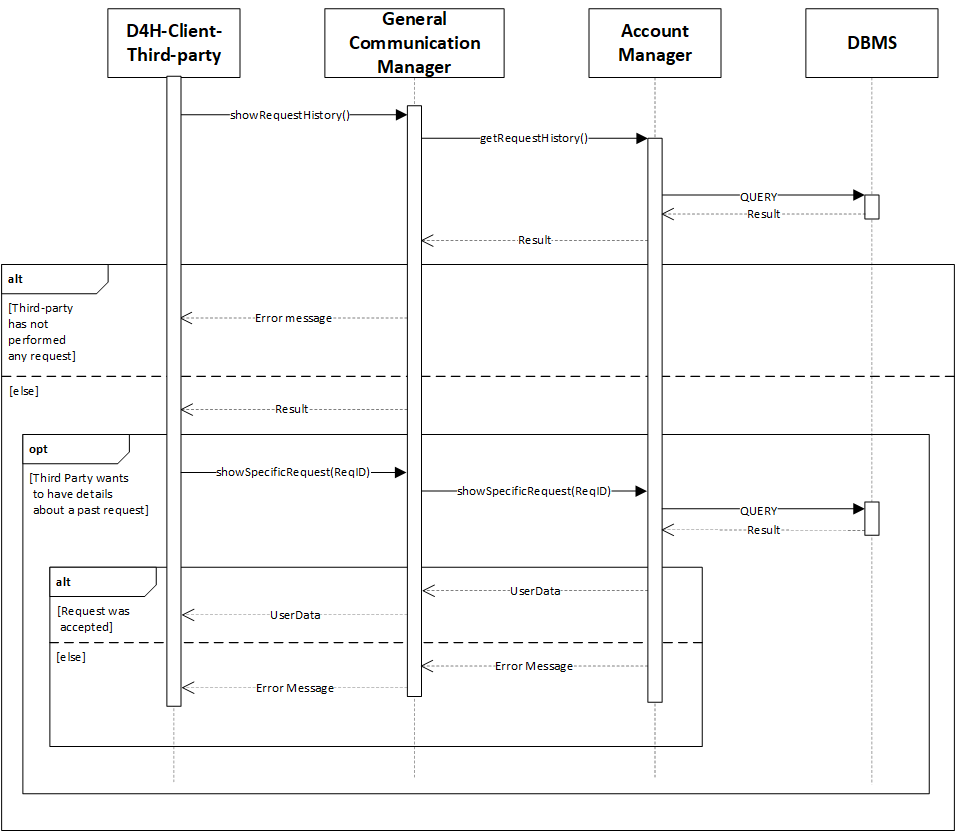 D4H-Client-
Third-party
General
Communication
Manager
Account
Manager
DBMS
showRequestHistory()
getRequestHistory()
QUERY
Result
Result
alt
[Third-party
has not
performed
any request]
Error message
[else]
Result
opt
[Third Party wants
to have details
about a past request]
showSpecificRequest(ReqID)
showSpecificRequest(ReqID)
QUERY
Result
alt
[Request was
accepted]
UserData
UserData
[else]
Error Message
Error Message